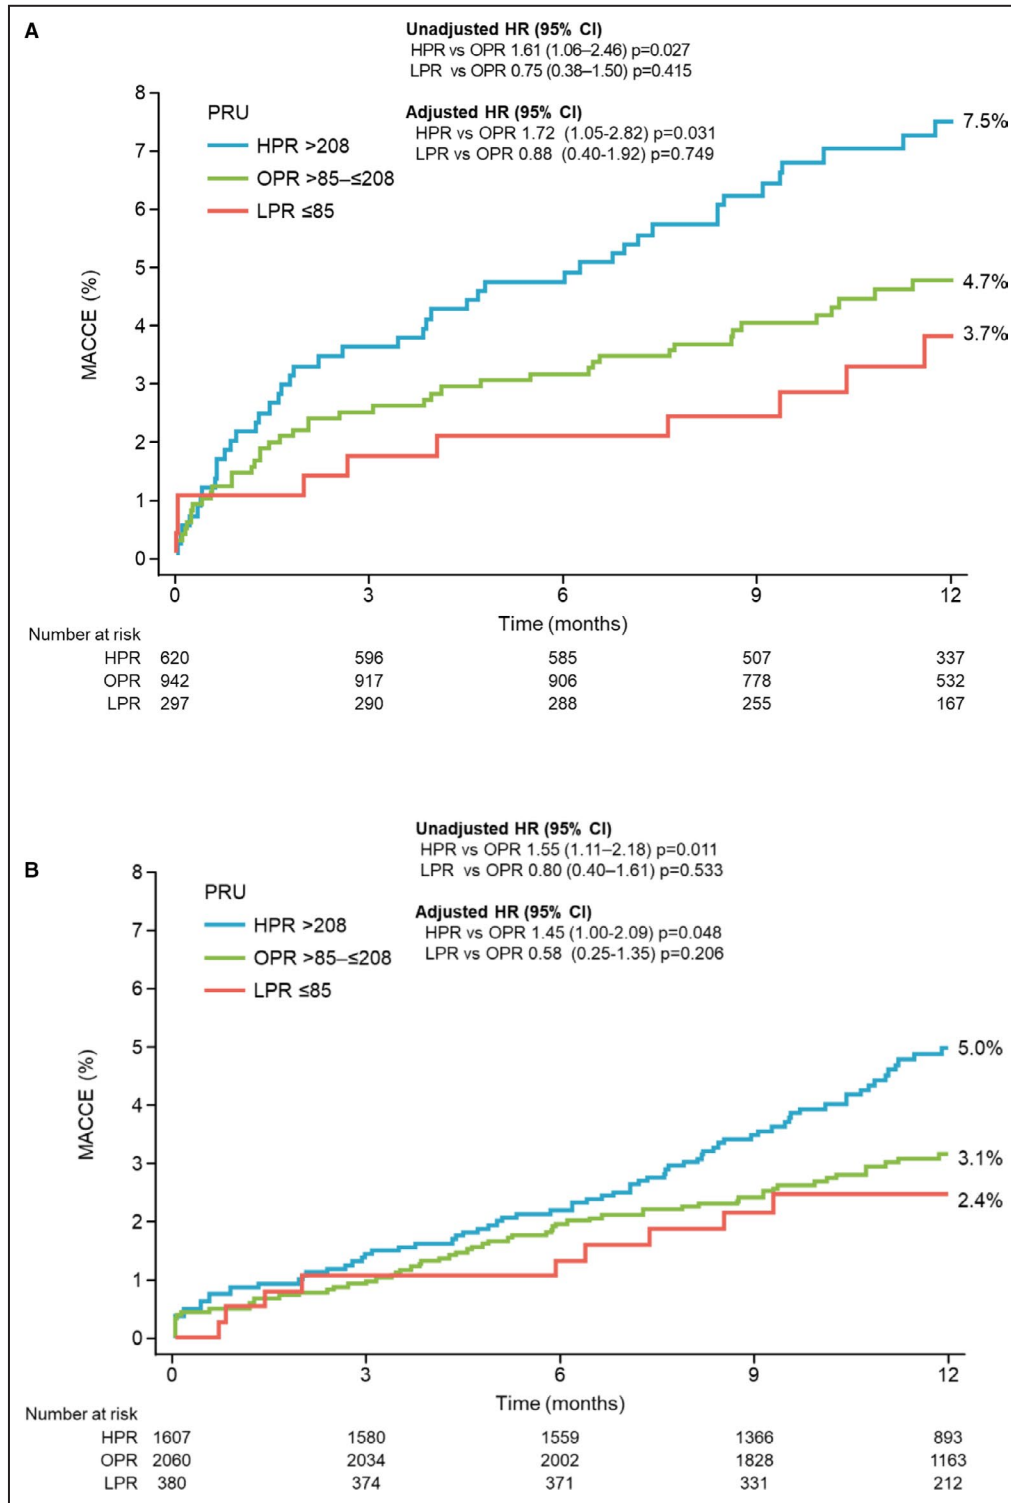 A
Unadjusted HR (95% CI)
HPR vs OPR 1.61 (1.06–2.46) p=0.027
LPR vs OPR 0.75 (0.38–1.50) p=0.415
Adjusted HR (95% CI)
HPR vs OPR 1.72 (1.05-2.82) p=0.031
LPR vs OPR 0.88 (0.40-1.92) p=0.749
PRU
HPR >208
OPR >85–≤208
LPR ≤85
MACCE (%)
8
7
6
5
4
3
2
1
0
7.5%
4.7%
3.7%
0 3 6 9 12
Time (months)
Number at risk
HPR 620 596 585 507 337
OPR 942 917 906 778 532
LPR 297 290 288 255 167
B
Unadjusted HR (95% CI)
HPR vs OPR 1.55 (1.11–2.18) p=0.011
LPR vs OPR 0.80 (0.40–1.61) p=0.533
Adjusted HR (95% CI)
HPR vs OPR 1.45 (1.00-2.09) p=0.048
LPR vs OPR 0.58 (0.25-1.35) p=0.206
PRU
HPR >208
OPR >85–≤208
LPR ≤85
MACCE (%)
8
7
6
5
4
3
2
1
0
5.0%
3.1%
2.4%
0 3 6 9 12
Time (months)
Number at risk
HPR 1607 1580 1559 1366 893
OPR 2060 2034 2002 1828 1163
LPR 380 374 371 331 212